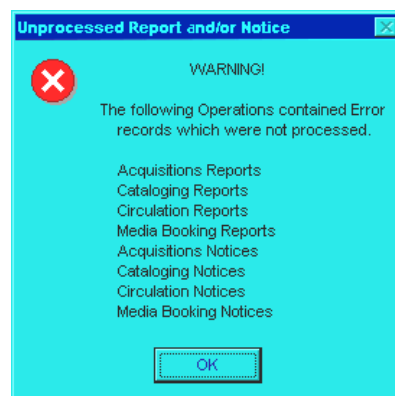 Unprocessed Report and/or Notice
WARNING!
The following Operations contained Error
records which were not processed.
Acquisitions Reports
Cataloging Reports
Circulation Reports
Media Booking Reports
Acquisitions Notices
Cataloging Notices
Circulation Notices
Media Booking Notices
OK